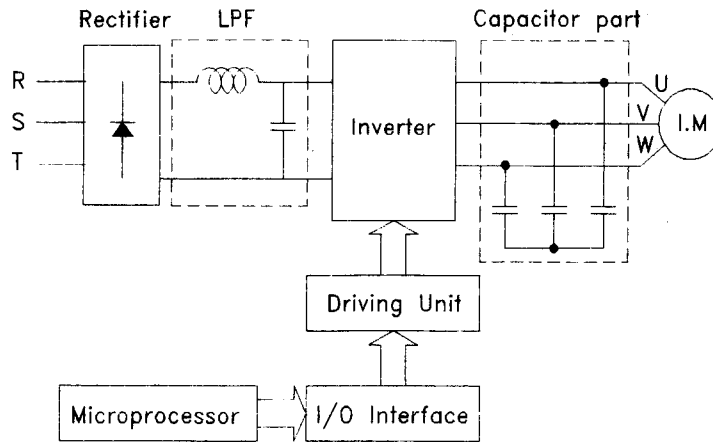 Rectifier
LPF
Capacitor part
R
S
T
Inverter
U
V
W
I.M
Driving Unit
Microprocessor
I/O Interface